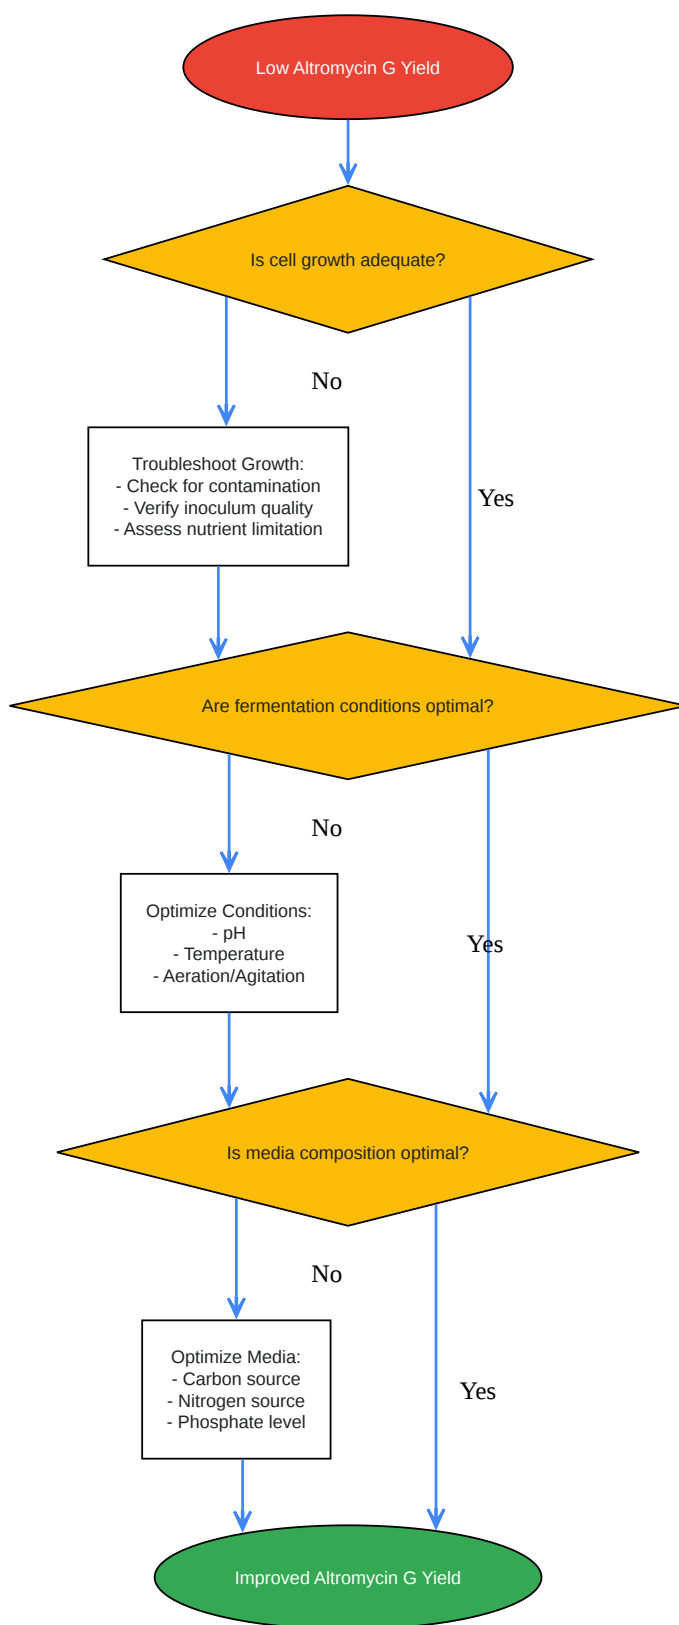 Low Altromycin G Yield
Is cell growth adequate?
No
Troubleshoot Growth:
- Check for contamination
- Verify inoculum quality
- Assess nutrient limitation
Yes
Are fermentation conditions optimal?
No
Optimize Conditions:
- pH
- Temperature
- Aeration/Agitation
Yes
Is media composition optimal?
No
Optimize Media:
- Carbon source
- Nitrogen source
- Phosphate level
Yes
Improved Altromycin G Yield